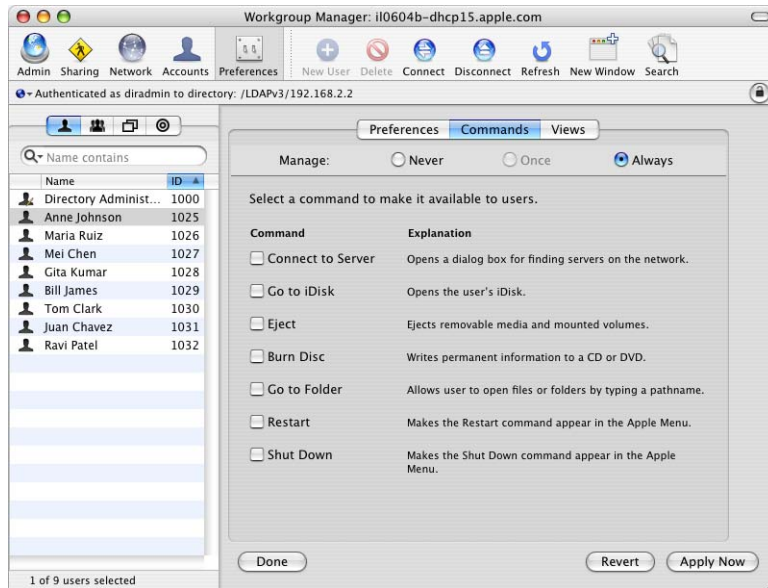 Workgroup Manager: il0604b-dhcp15.apple.com
Admin Sharing Network Accounts Preferences New User Delete Connect Disconnect Refresh New Window Search
Authenticated as diradmin to directory: /LDAPv3/192.168.2.2
Preferences Commands Views
Name contains
Manage: Never Once Always
Name ID
Directory Administ... 1000
Anne Johnson 1025
Maria Ruiz 1026
Mei Chen 1027
Gita Kumar 1028
Bill James 1029
Tom Clark 1030
Juan Chavez 1031
Ravi Patel 1032
Select a command to make it available to users.
Command Explanation
Connect to Server Opens a dialog box for finding servers on the network.
Go to iDisk Opens the user's iDisk.
Eject Ejects removable media and mounted volumes.
Burn Disc Writes permanent information to a CD or DVD.
Go to Folder Allows user to open files or folders by typing a pathname.
Restart Makes the Restart command appear in the Apple Menu.
Shut Down Makes the Shut Down command appear in the Apple
Menu.
Done Revert Apply Now
1 of 9 users selected